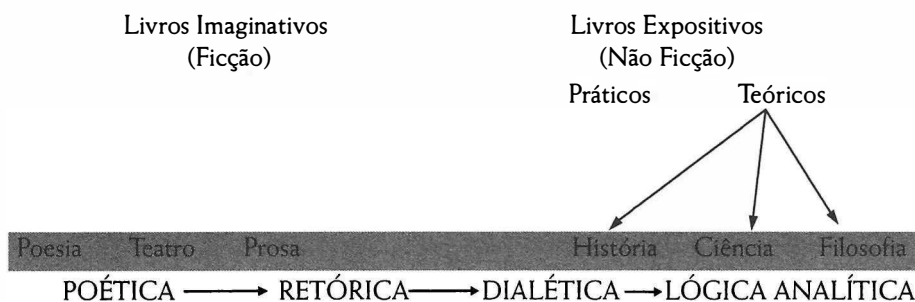 Livros Imaginativos
(Ficção)
Livros Expositivos
(Não Ficção)
Práticos Teóricos
Poesia Teatro Prosa História Ciência Filosofia
POÉTICA RETÓRICA DIALÉTICA LÓGICA ANALÍTICA